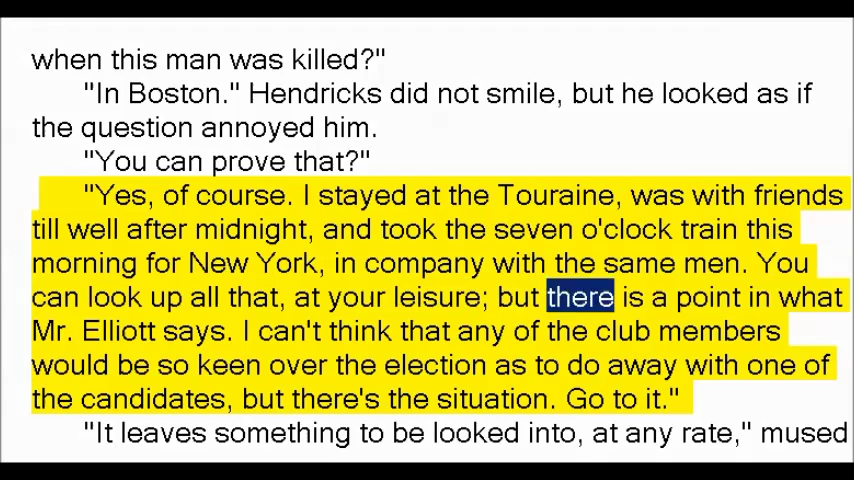 when this man was killed?"
"In Boston." Hendricks did not smile, but he looked as if
the question annoyed him.
"You can prove that?"
"Yes, of course. I stayed at the Touraine, was with friends
till well after midnight, and took the seven o'clock train this
morning for New York, in company with the same men. You
can look up all that, at your leisure; but there is a point in what
Mr. Elliott says. I can't think that any of the club members
would be so keen over the election as to do away with one of
the candidates, but there's the situation. Go to it."
"It leaves something to be looked into, at any rate," mused